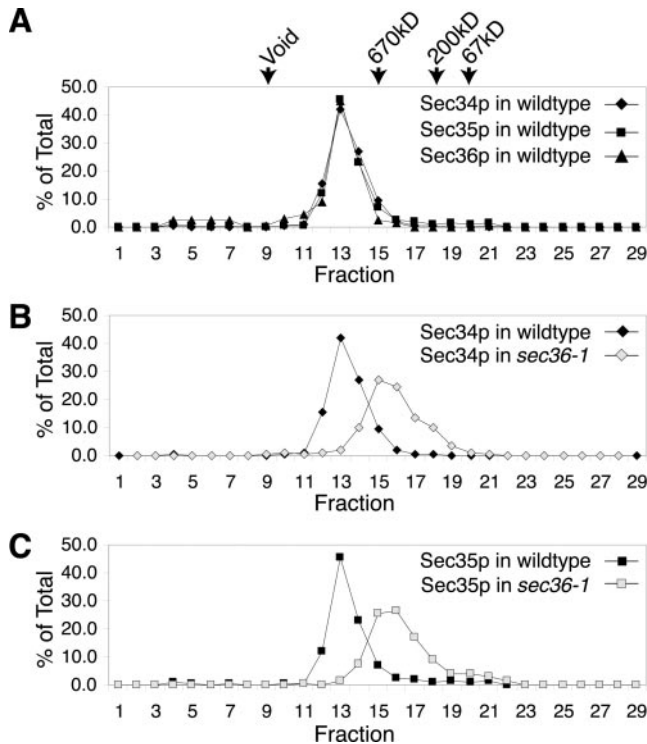 A
Void
670kD
200kD
67kD
50.0
40.0
30.0
20.0
10.0
0.0
% of Total
Sec34p in wildtype
Sec35p in wildtype
Sec36p in wildtype
1 3 5 7 9 11 13 15 17 19 21 23 25 27 29
Fraction
B
50.0
40.0
30.0
20.0
10.0
0.0
% of Total
Sec34p in wildtype
Sec34p in sec36-1
1 3 5 7 9 11 13 15 17 19 21 23 25 27 29
Fraction
C
50.0
40.0
30.0
20.0
10.0
0.0
% of Total
Sec35p in wildtype
Sec35p in sec36-1
1 3 5 7 9 11 13 15 17 19 21 23 25 27 29
Fraction